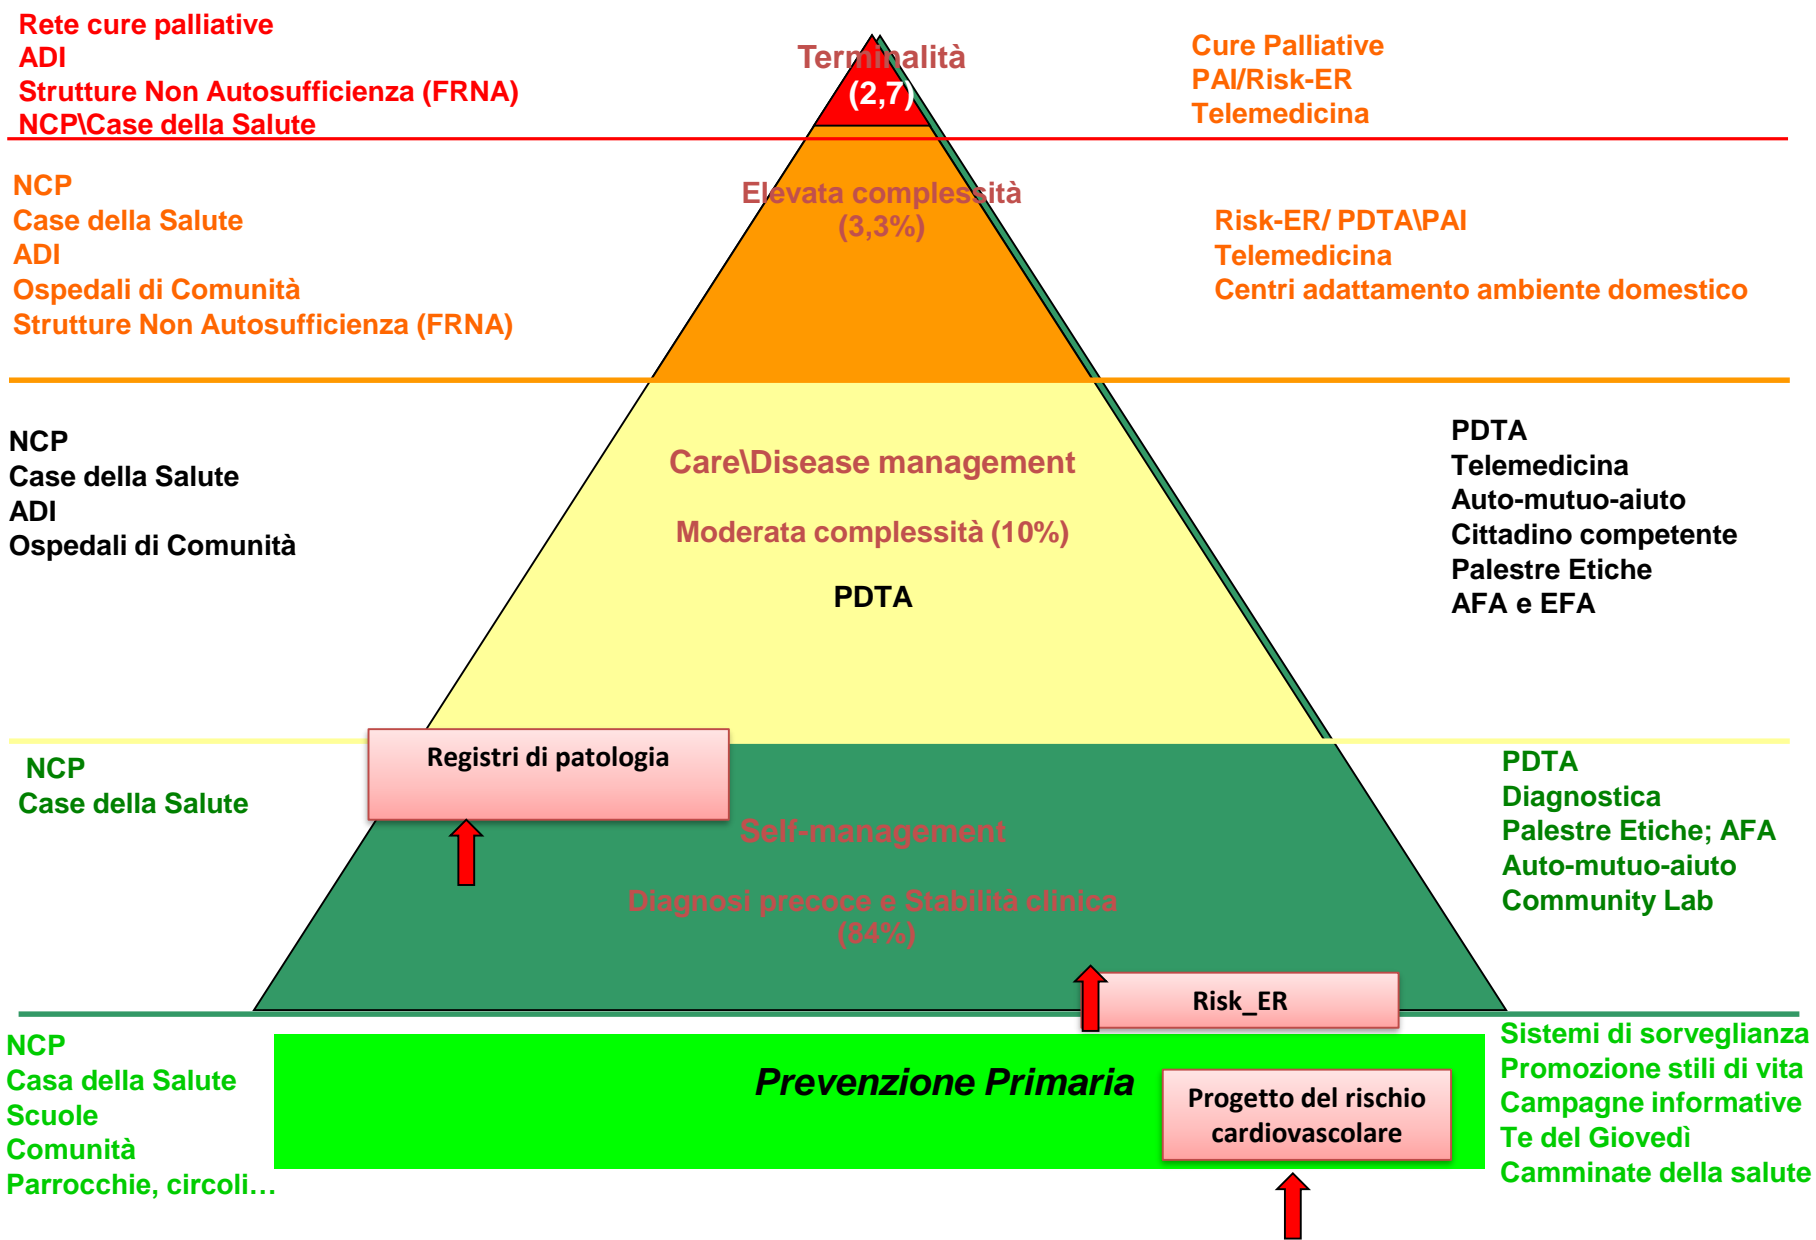 Rete cure palliative
ADI
Strutture Non Autosufficienza (FRNA)
NCP\Case della Salute
Terminalità
(2,7)
Cure Palliative
PAI/Risk-ER
Telemedicina
NCP
Case della Salute
ADI
Ospedali di Comunità
Strutture Non Autosufficienza (FRNA)
Elevata complessità
(3,3%)
Risk-ER/ PDTA\PAI
Telemedicina
Centri adattamento ambiente domestico
NCP
Case della Salute
ADI
Ospedali di Comunità
Care\Disease management
Moderata complessità (10%)
PDTA
PDTA
Telemedicina
Auto-mutuo-aiuto
Cittadino competente
Palestre Etiche
AFA e EFA
NCP
Case della Salute
Registri di patologia
Self-management
Diagnosi precoce e Stabilità clinica
(84%)
PDTA
Diagnostica
Palestre Etiche; AFA
Auto-mutuo-aiuto
Community Lab
Risk_ER
NCP
Casa della Salute
Scuole
Comunità
Parrocchie, circoli…
Prevenzione Primaria
Progetto del rischio
cardiovascolare
Sistemi di sorveglianza
Promozione stili di vita
Campagne informative
Te del Giovedì
Camminate della salute